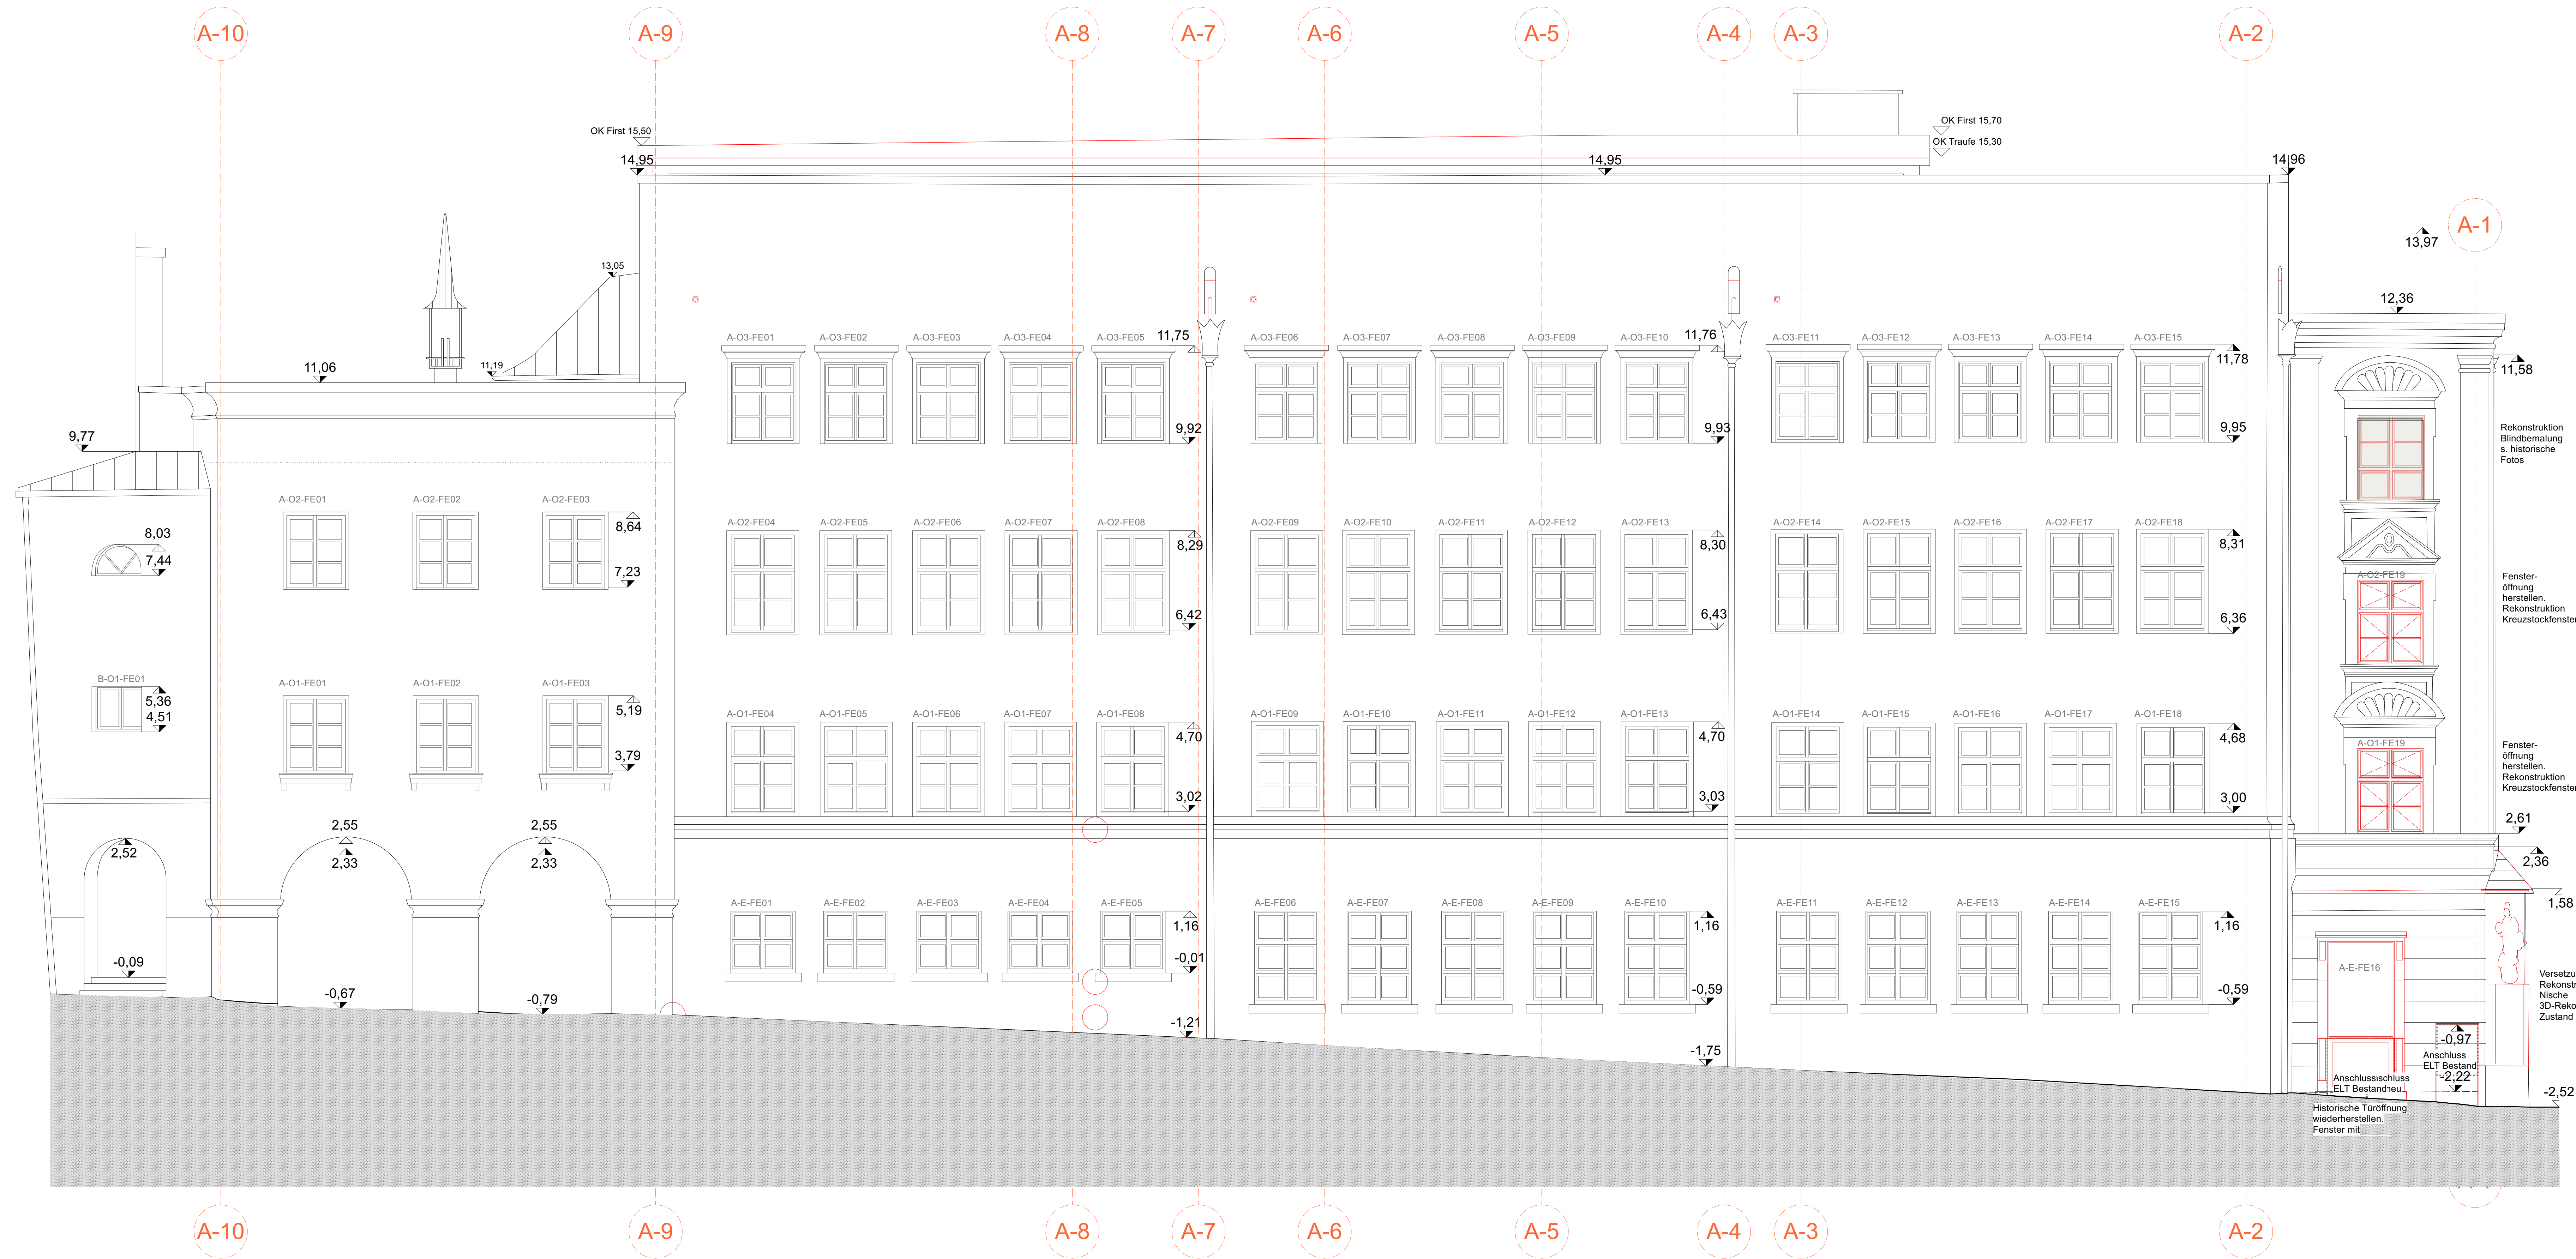 A-10
A-9
A-8
A-7
A-6
A-5
A-4
A-3
A-2
A-1
OK First 15,50
OK First 15,70
OK Traufe 15,30
14,95
14,95
14,96
13,97
13,05
12,36
11,06
11,19
9,77
11,75
11,76
11,78
11,58
A-O3-FE01
A-O3-FE02
A-O3-FE03
A-O3-FE04
A-O3-FE05
A-O3-FE06
A-O3-FE07
A-O3-FE08
A-O3-FE09
A-O3-FE10
A-O3-FE11
A-O3-FE12
A-O3-FE13
A-O3-FE14
A-O3-FE15
9,92
9,93
9,95
Rekonstruktion
Blindbemalung
s. historische
Fotos
A-O2-FE01
A-O2-FE02
A-O2-FE03
8,64
7,23
8,03
7,44
A-O2-FE04
A-O2-FE05
A-O2-FE06
A-O2-FE07
A-O2-FE08
8,29
6,42
A-O2-FE09
A-O2-FE10
A-O2-FE11
A-O2-FE12
A-O2-FE13
8,30
6,43
A-O2-FE14
A-O2-FE15
A-O2-FE16
A-O2-FE17
A-O2-FE18
8,31
6,36
A-O2-FE19
Fenster-
öffnung
herstellen.
Rekonstruktion
Kreuzstockfenster
B-O1-FE01
5,36
4,51
A-O1-FE01
A-O1-FE02
A-O1-FE03
5,19
3,79
A-O1-FE04
A-O1-FE05
A-O1-FE06
A-O1-FE07
A-O1-FE08
4,70
3,02
A-O1-FE09
A-O1-FE10
A-O1-FE11
A-O1-FE12
A-O1-FE13
4,70
3,03
A-O1-FE14
A-O1-FE15
A-O1-FE16
A-O1-FE17
A-O1-FE18
4,68
3,00
A-O1-FE19
Fenster-
öffnung
herstellen.
Rekonstruktion
Kreuzstockfenster
2,61
2,36
1,58
2,52
-0,09
2,55
2,33
2,55
2,33
-0,67
-0,79
A-E-FE01
A-E-FE02
A-E-FE03
A-E-FE04
A-E-FE05
1,16
-0,01
-1,21
A-E-FE06
A-E-FE07
A-E-FE08
A-E-FE09
A-E-FE10
1,16
-0,59
-1,75
A-E-FE11
A-E-FE12
A-E-FE13
A-E-FE14
A-E-FE15
1,16
-0,59
A-E-FE16
Nische
Zustand
-0,97
Anschluss
ELT Bestand
-2,22
-2,52
Historische Türöffnung
wiederherstellen.
Fenster mit
A-10
A-9
A-8
A-7
A-6
A-5
A-4
A-3
A-2